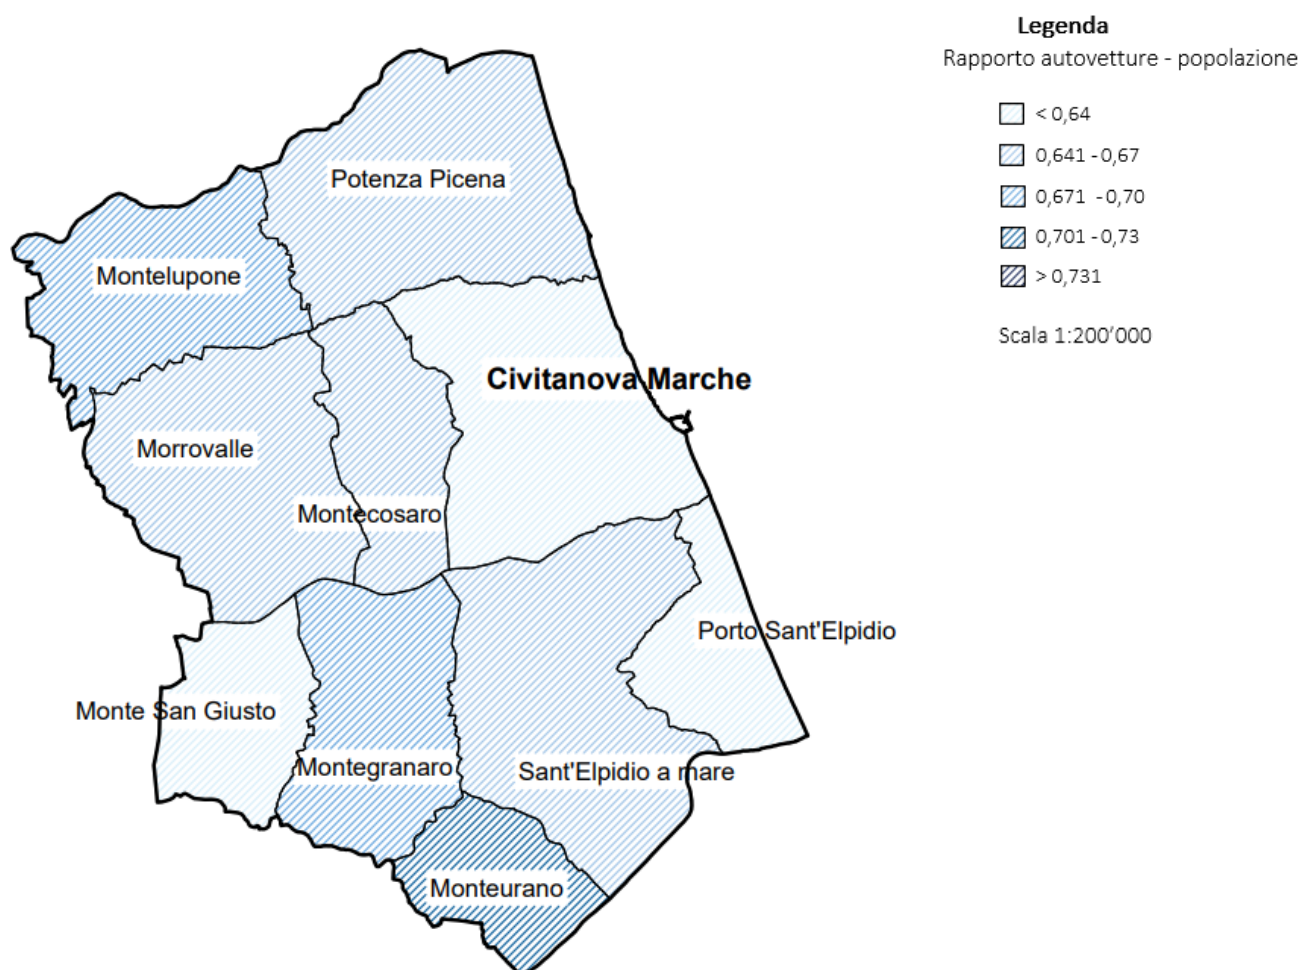 Legenda
Rapporto autovetture - popolazione
< 0,64
0,641 - 0,67
0,671 - 0,70
0,701 - 0,73
> 0,731
Scala 1:200'000
Potenza Picena
Montelupone
Civitanova Marche
Morrovalle
Montecosaro
Porto Sant'Elpidio
Monte San Giusto
Montegranaro
Sant'Elpidio a mare
Monteurano